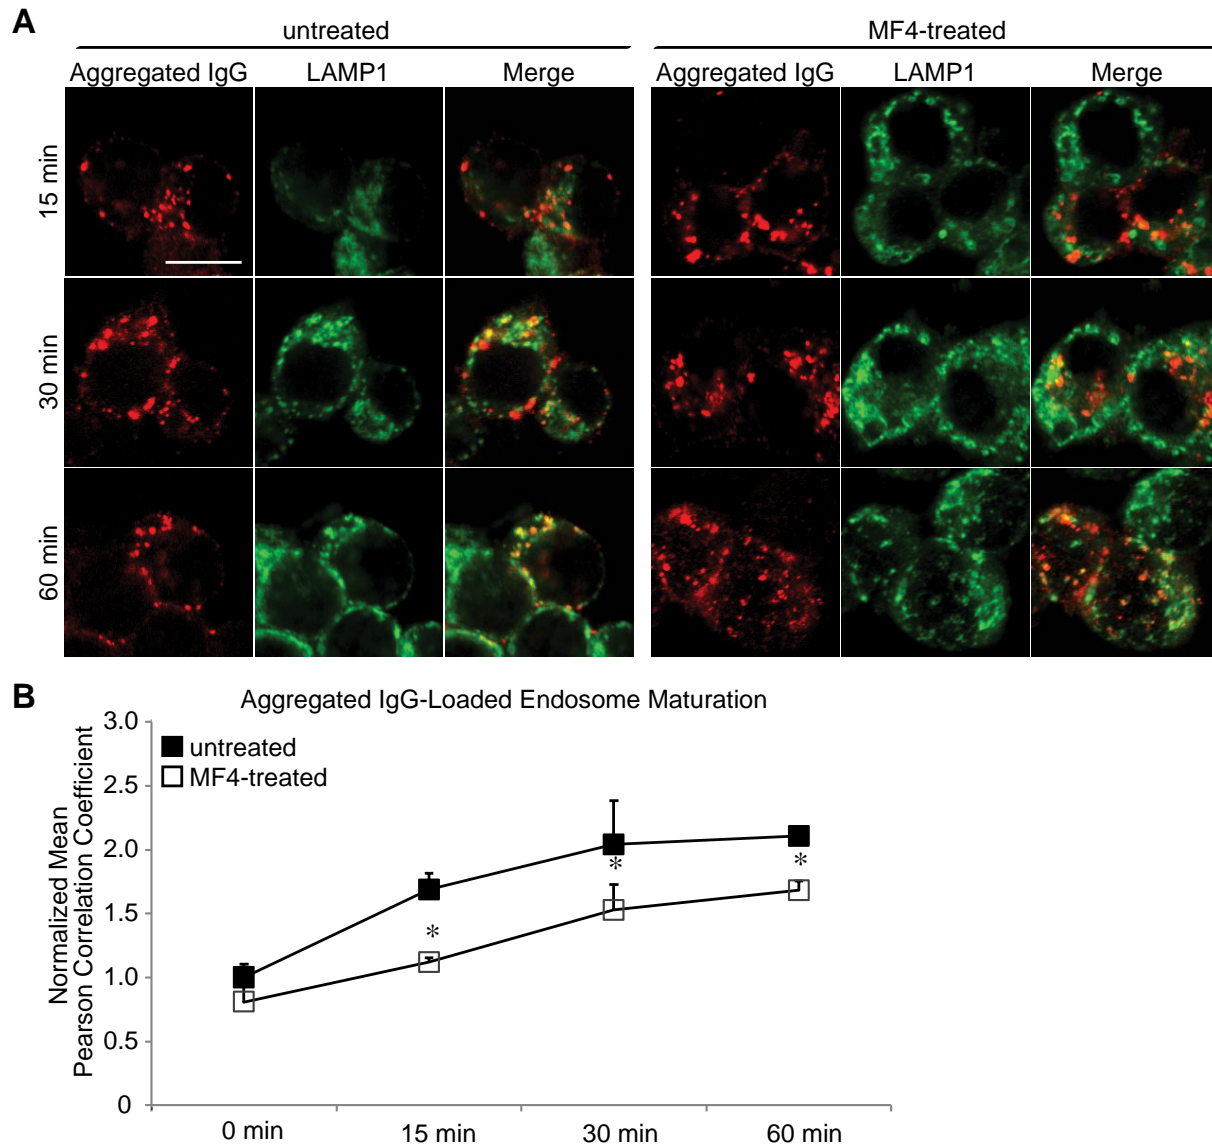 A
untreated
MF4-treated
Aggregated IgG
LAMP1
Merge
Aggregated IgG
LAMP1
Merge
15 min
30 min
60 min
B
Aggregated IgG-Loaded Endosome Maturation
Normalized Mean
Pearson Correlation Coefficient
3.0
2.5
2.0
1.5
1.0
0.5
0
untreated
MF4-treated
*
*
*
0 min
15 min
30 min
60 min